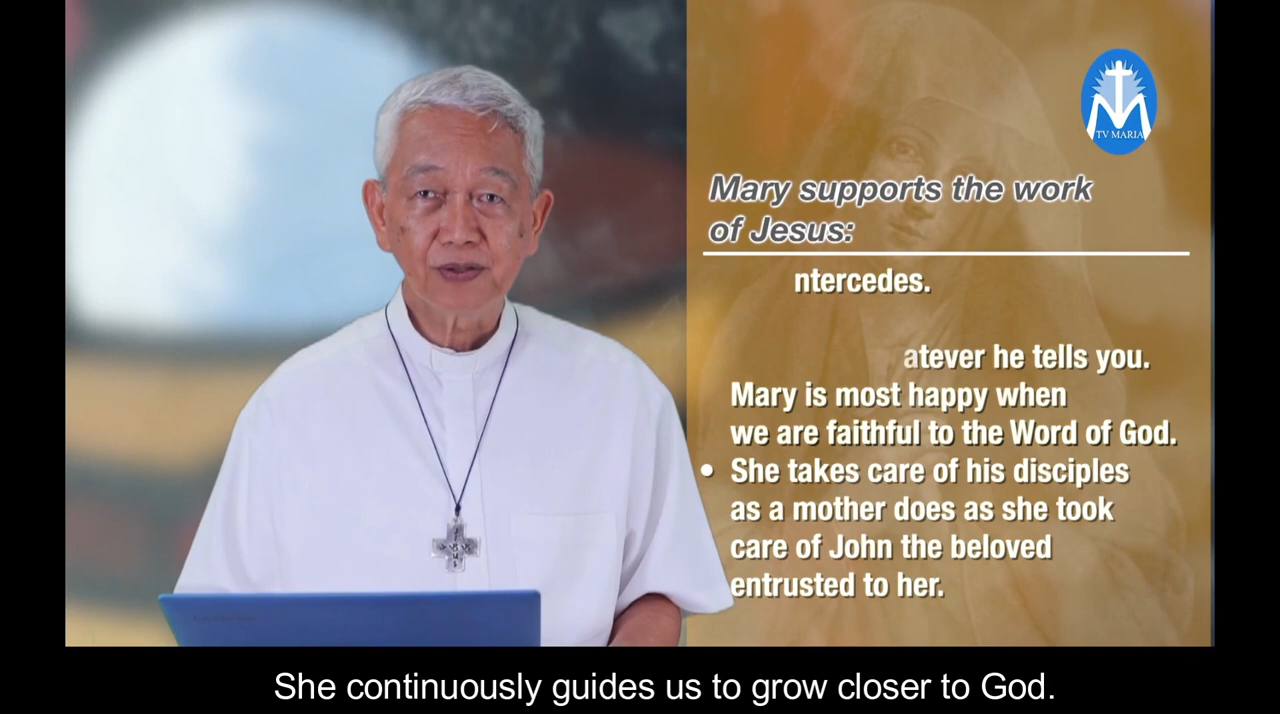 TV MARIA
Mary supports the work
of Jesus:
ntercedes.
atever he tells you.
Mary is most happy when
we are faithful to the Word of God.
• She takes care of his disciples
as a mother does as she took
care of John the beloved
entrusted to her.
She continuously guides us to grow closer to God.